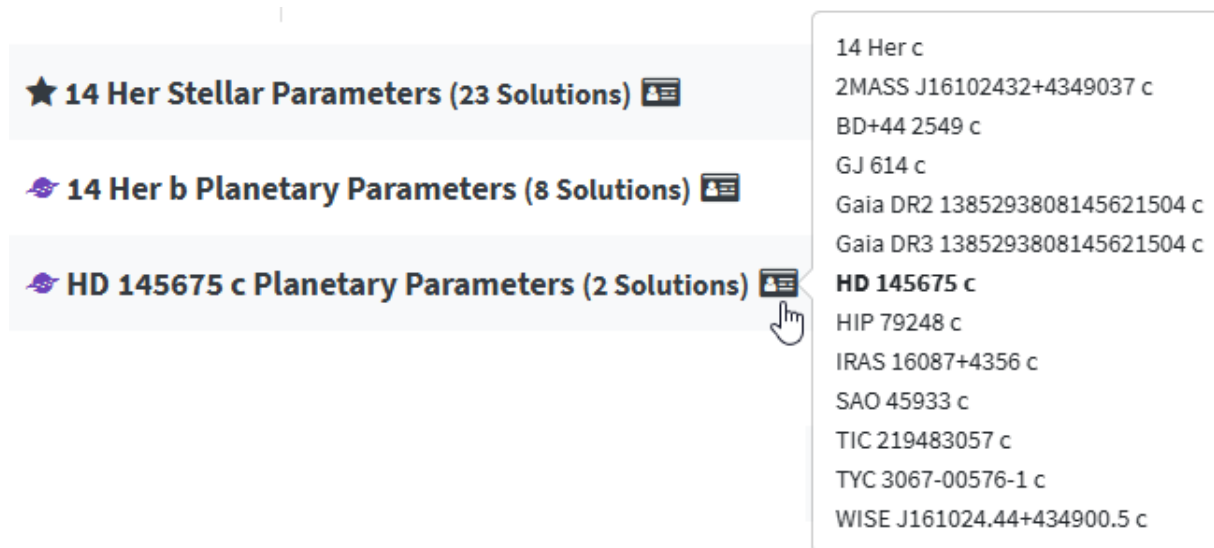 14 Her Stellar Parameters (23 Solutions)
14 Her b Planetary Parameters (8 Solutions)
HD 145675 c Planetary Parameters (2 Solutions)
14 Her c
2MASS J16102432+4349037 c
BD+44 2549 c
GJ 614 c
Gaia DR2 1385293808145621504 c
Gaia DR3 1385293808145621504 c
HD 145675 c
HIP 79248 c
IRAS 16087+4356 c
SAO 45933 c
TIC 219483057 c
TYC 3067-00576-1 c
WISE J161024.44+434900.5 c